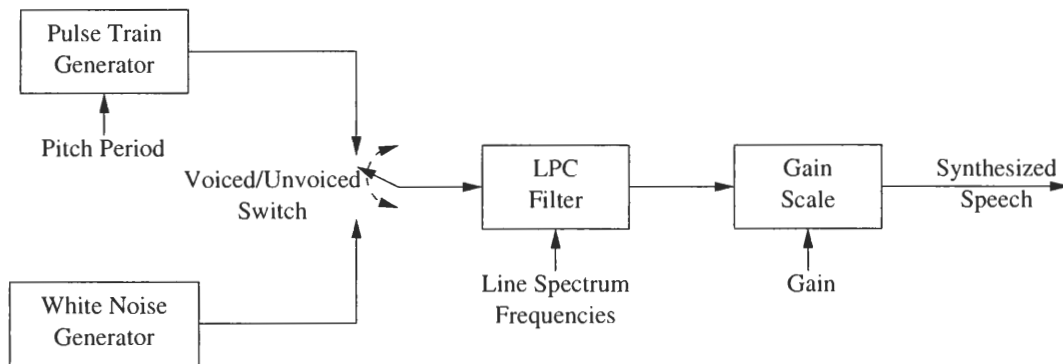 Pulse Train
Generator
Pitch Period
Voiced/Unvoiced
Switch
White Noise
Generator
LPC
Filter
Line Spectrum
Frequencies
Gain
Scale
Gain
Synthesized
Speech